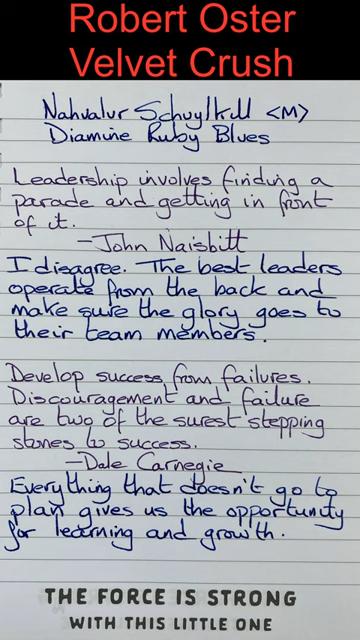 Robert Oster
Velvet Crush
Nahvalur Schuylkill <M>
Diamine Ruby Blues
Leadership involves finding a
parade and getting in front
of it.
-John Naisbitt
I disagree. The best leaders
operate from the back and
make sure the glory goes to
their team members.
Develop success from failures.
Discouragement and failure
are two of the surest stepping
stones to success.
-Dale Carnegie
Everything that doesn't go to
plan gives us the opportunity
for learning and growth.
THE FORCE IS STRONG
WITH THIS LITTLE ONE